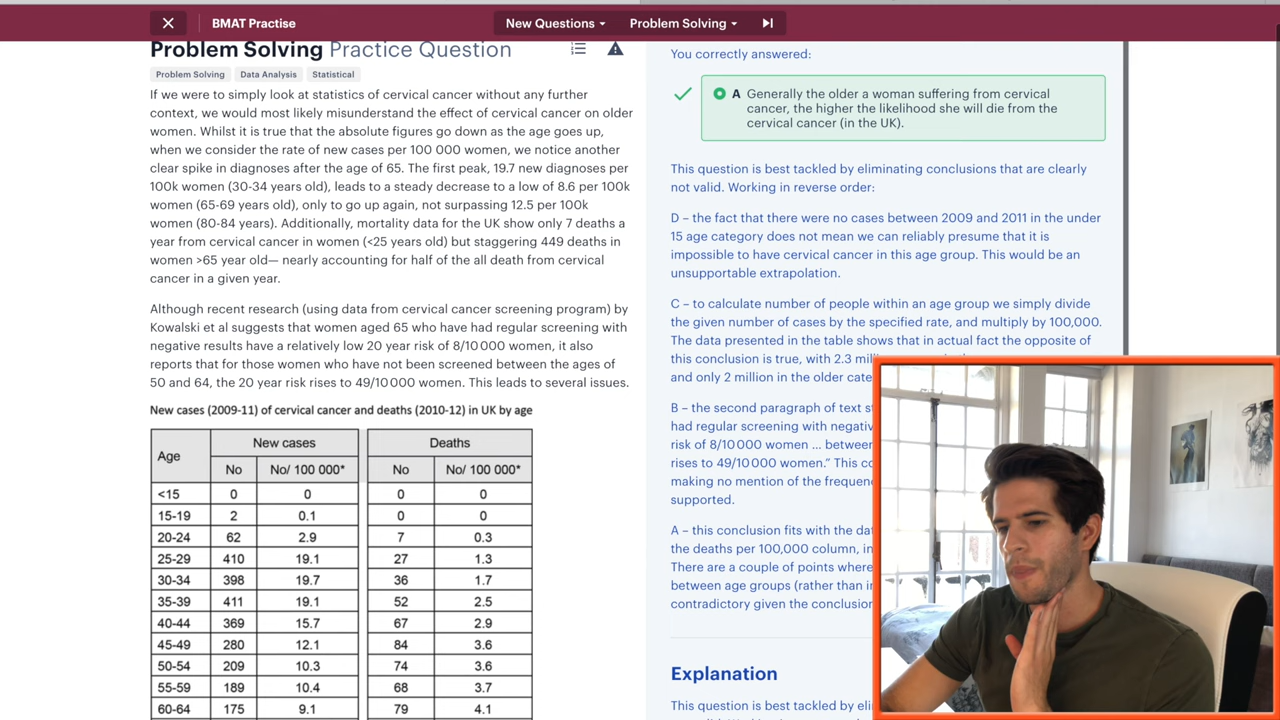 BMAT Practise
New Questions
Problem Solving
Problem Solving Practice Question
Problem Solving
Data Analysis
Statistical
If we were to simply look at statistics of cervical cancer without any further
context, we would most likely misunderstand the effect of cervical cancer on older
women. Whilst it is true that the absolute figures go down as the age goes up,
when we consider the rate of new cases per 100 000 women, we notice another
clear spike in diagnoses after the age of 65. The first peak, 19.7 new diagnoses per
100k women (30-34 years old), leads to a steady decrease to a low of 8.6 per 100k
women (65-69 years old), only to go up again, not surpassing 12.5 per 100k
women (80-84 years). Additionally, mortality data for the UK show only 7 deaths a
year from cervical cancer in women (<25 years old) but staggering 449 deaths in
women >65 year old— nearly accounting for half of the all death from cervical
cancer in a given year.
Although recent research (using data from cervical cancer screening program) by
Kowalski et al suggests that women aged 65 who have had regular screening with
negative results have a relatively low 20 year risk of 8/10 000 women, it also
reports that for those women who have not been screened between the ages of
50 and 64, the 20 year risk rises to 49/10 000 women. This leads to several issues.
New cases (2009-11) of cervical cancer and deaths (2010-12) in UK by age
Age New cases Deaths
No No/ 100 000* No No/ 100 000*
<15 0 0 0 0
15-19 2 0.1 0 0
20-24 62 2.9 7 0.3
25-29 410 19.1 27 1.3
30-34 398 19.7 36 1.7
35-39 411 19.1 52 2.5
40-44 369 15.7 67 2.9
45-49 280 12.1 84 3.6
50-54 209 10.3 74 3.6
55-59 189 10.4 68 3.7
60-64 175 9.1 79 4.1
You correctly answered:
A Generally the older a woman suffering from cervical
cancer, the higher the likelihood she will die from the
cervical cancer (in the UK).
This question is best tackled by eliminating conclusions that are clearly
not valid. Working in reverse order:
D – the fact that there were no cases between 2009 and 2011 in the under
15 age category does not mean we can reliably presume that it is
impossible to have cervical cancer in this age group. This would be an
unsupportable extrapolation.
C – to calculate number of people within an age group we simply divide
the given number of cases by the specified rate, and multiply by 100,000.
The data presented in the table shows that in actual fact the opposite of
this conclusion is true, with 2.3
and only 2 million in the older
B – the second paragraph of text
had regular screening with
risk of 8/10 000 women ...
rises to 49/10 000 women." This
making no mention of the
supported.
A – this conclusion fits with the
the deaths per 100,000 column,
There are a couple of points where
between age groups (rather than
contradictory given the
Explanation
This question is best tackled by